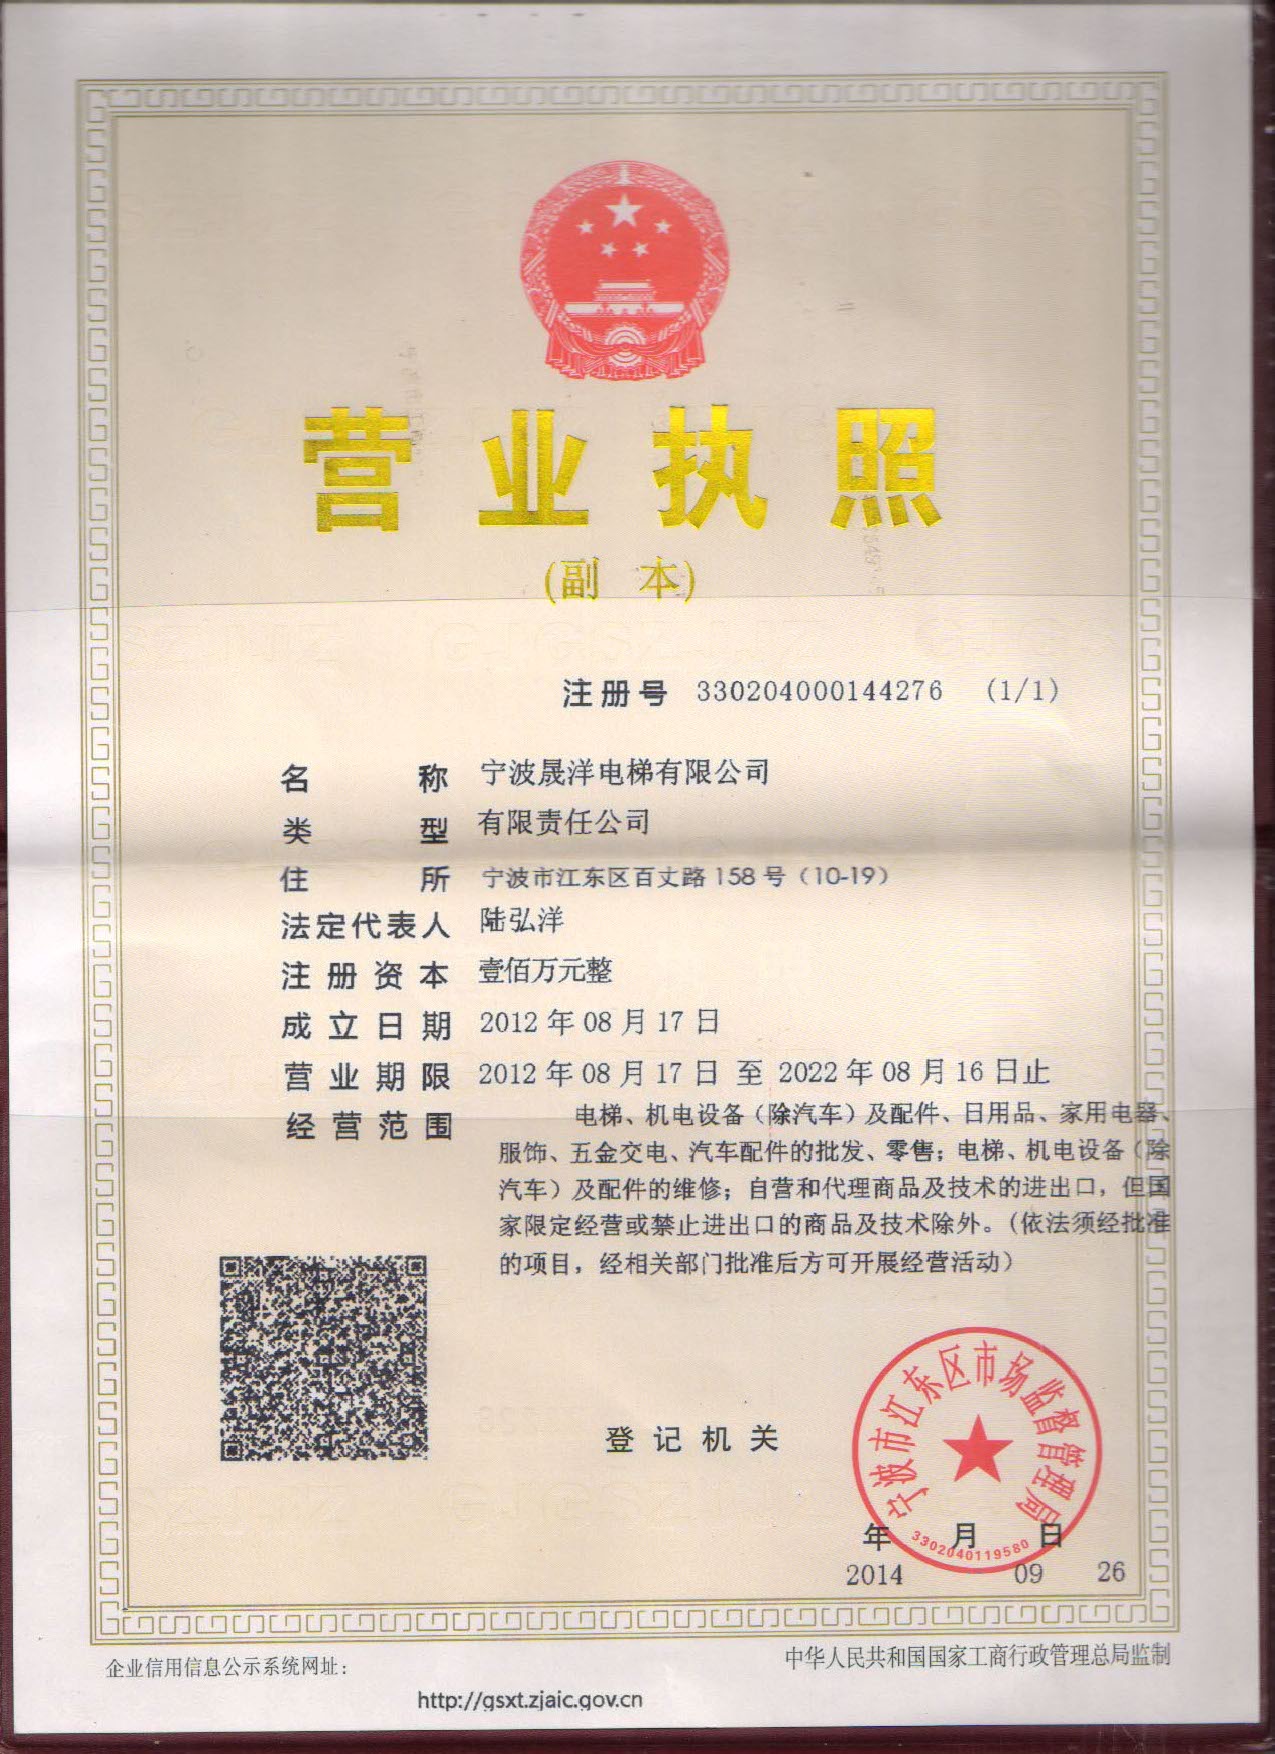 营业执照
(副 本)
注册号 330204000144276 (1/1)
名称 宁波晟洋电梯有限公司
类型 有限责任公司
住所 宁波市江东区百丈路158号（10-19）
法定代表人 陆弘洋
注册资本 壹佰万元整
成立日期 2012年08月17日
营业期限 2012年08月17日 至 2022年08月16日止
经营范围 电梯、机电设备（除汽车）及配件、日用品、家用电器、
服饰、五金交电、汽车配件的批发、零售；电梯、机电设备（除
汽车）及配件的维修；自营和代理商品及技术的进出口，但国
家限定经营或禁止进出口的商品及技术除外。（依法须经批准
的项目，经相关部门批准后方可开展经营活动）
登记机关
宁波市江东区市场监督管理局
3302040119580
年 月 日
2014 09 26
企业信用信息公示系统网址：
http://gsxt.zjaic.gov.cn
中华人民共和国国家工商行政管理总局监制